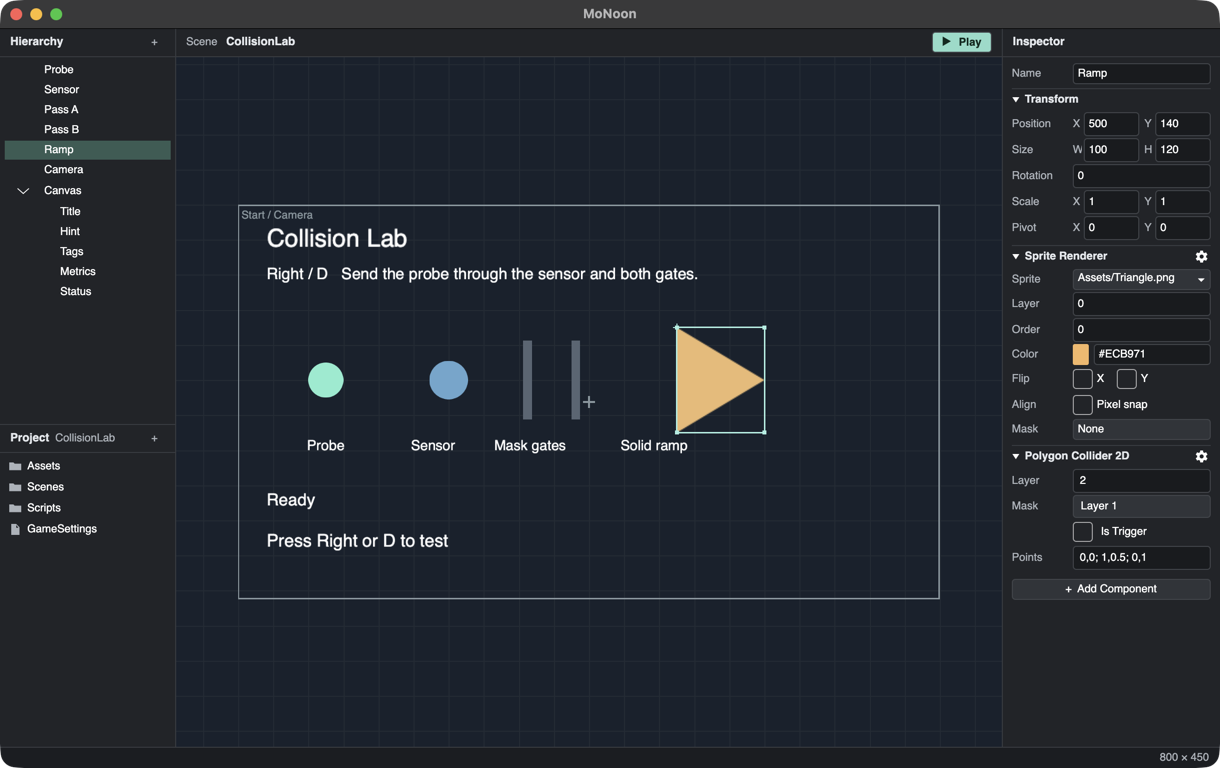 MoNoon
Hierarchy +
Probe
Sensor
Pass A
Pass B
Ramp
Camera
Canvas
Title
Hint
Tags
Metrics
Status
Project CollisionLab +
Assets
Scenes
Scripts
GameSettings
Scene CollisionLab
Play
Start / Camera
Collision Lab
Right / D Send the probe through the sensor and both gates.
Probe Sensor Mask gates Solid ramp
Ready
Press Right or D to test
Inspector
Name Ramp
Transform
Position X 500 Y 140
Size W 100 H 120
Rotation 0
Scale X 1 Y 1
Pivot X 0 Y 0
Sprite Renderer
Sprite Assets/Triangle.png
Layer 0
Order 0
Color #ECB971
Flip X Y
Align Pixel snap
Mask None
Polygon Collider 2D
Layer 2
Mask Layer 1
Is Trigger
Points 0,0; 1,0.5; 0,1
+ Add Component
800 × 450